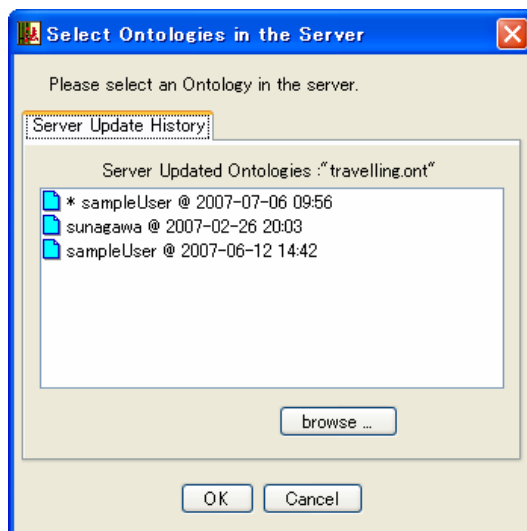 Select Ontologies in the Server
Please select an Ontology in the server.
Server Update History
Server Updated Ontologies :"travelling.ont"
* sampleUser @ 2007-07-06 09:56
sunagawa @ 2007-02-26 20:03
sampleUser @ 2007-06-12 14:42
browse ...
OK Cancel